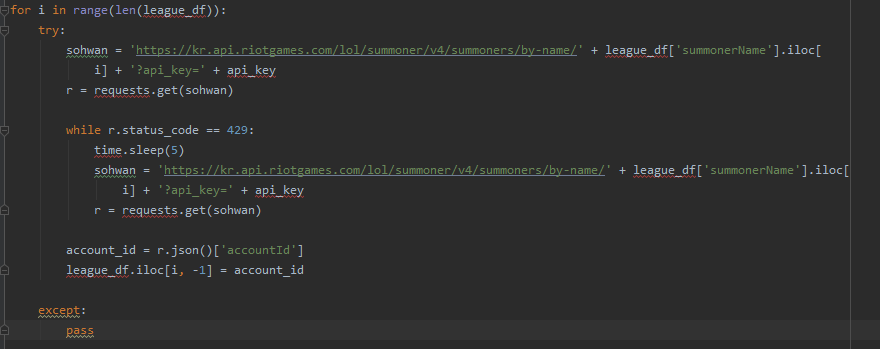 for i in range(len(league_df)):
    try:
        sohwan = 'https://kr.api.riotgames.com/lol/summoner/v4/summoners/by-name/' + league_df['summonerName'].iloc[
            i] + '?api_key=' + api_key
        r = requests.get(sohwan)

        while r.status_code == 429:
            time.sleep(5)
            sohwan = 'https://kr.api.riotgames.com/lol/summoner/v4/summoners/by-name/' + league_df['summonerName'].iloc[
                i] + '?api_key=' + api_key
            r = requests.get(sohwan)

        account_id = r.json()['accountId']
        league_df.iloc[i, -1] = account_id

    except:
        pass